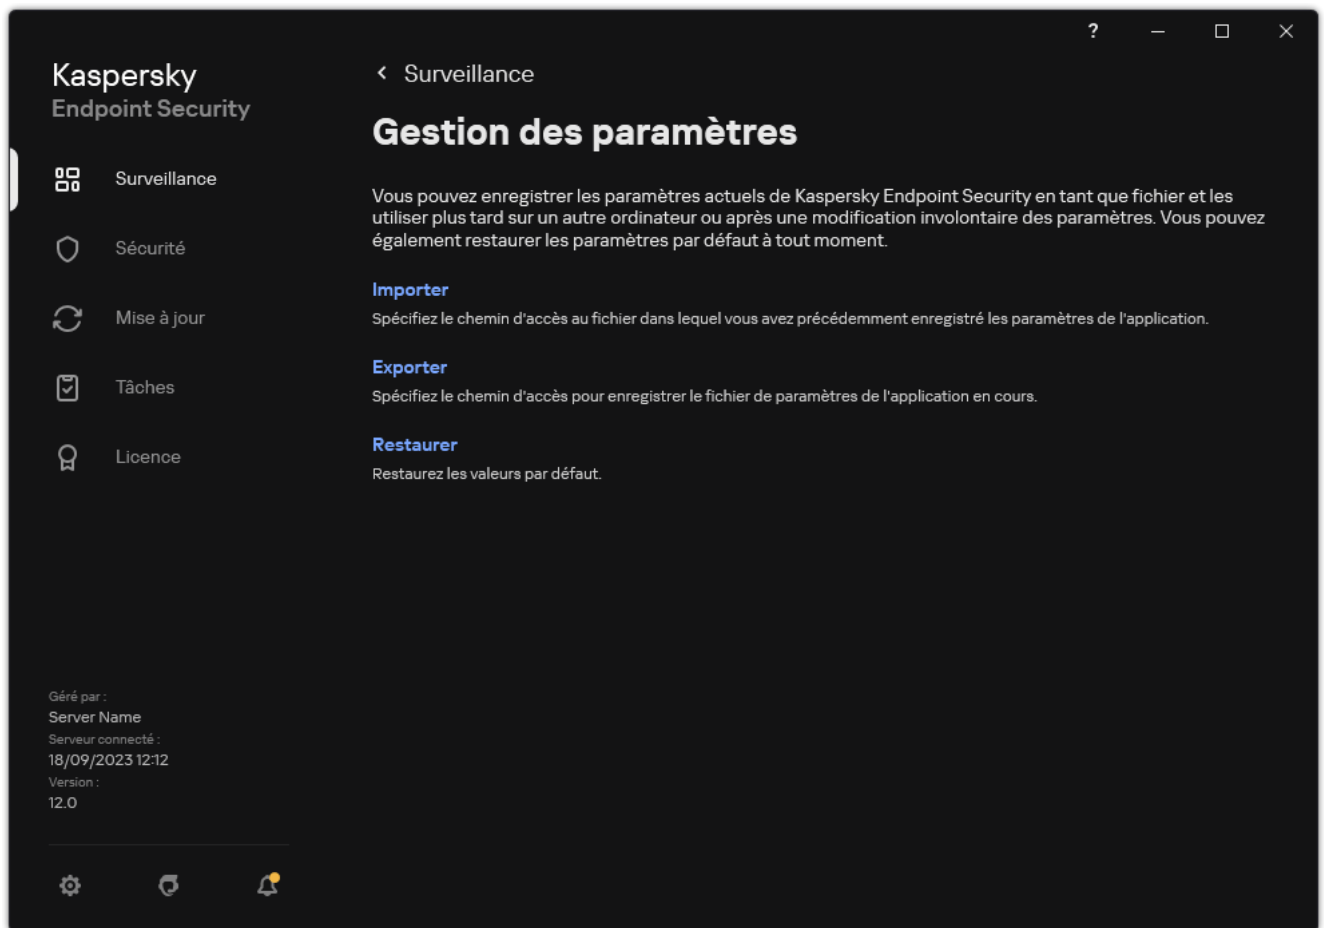 ?
Kaspersky
Endpoint Security
Surveillance
Sécurité
Mise à jour
Tâches
Licence
Géré par :
Server Name
Serveur connecté :
18/09/2023 12:12
Version :
12.0
Surveillance
Gestion des paramètres
Vous pouvez enregistrer les paramètres actuels de Kaspersky Endpoint Security en tant que fichier et les
utiliser plus tard sur un autre ordinateur ou après une modification involontaire des paramètres. Vous pouvez
également restaurer les paramètres par défaut à tout moment.
Importer
Spécifiez le chemin d'accès au fichier dans lequel vous avez précédemment enregistré les paramètres de l'application.
Exporter
Spécifiez le chemin d'accès pour enregistrer le fichier de paramètres de l'application en cours.
Restaurer
Restaurez les valeurs par défaut.